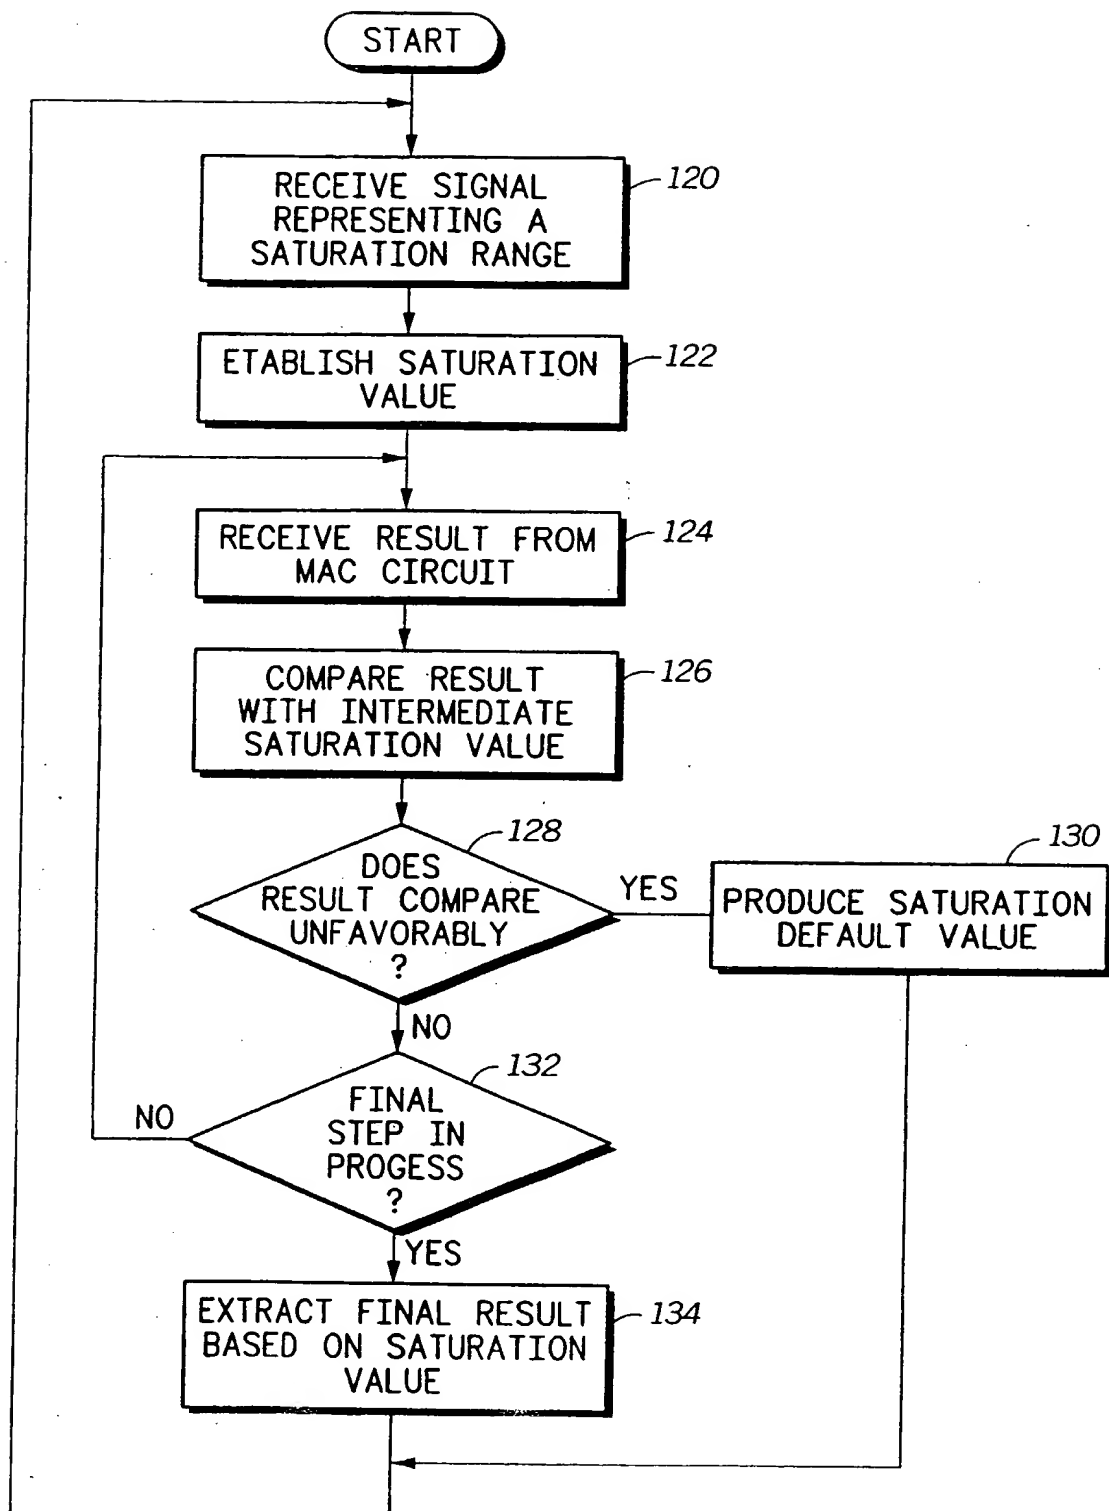 START
RECEIVE SIGNAL
REPRESENTING A
SATURATION RANGE
120
ETABLISH SATURATION
VALUE
122
RECEIVE RESULT FROM
MAC CIRCUIT
124
COMPARE RESULT
WITH INTERMEDIATE
SATURATION VALUE
126
DOES
RESULT COMPARE
UNFAVORABLY
?
128
YES
PRODUCE SATURATION
DEFAULT VALUE
130
NO
FINAL
STEP IN
PROGESS
?
132
NO
YES
EXTRACT FINAL RESULT
BASED ON SATURATION
VALUE
134